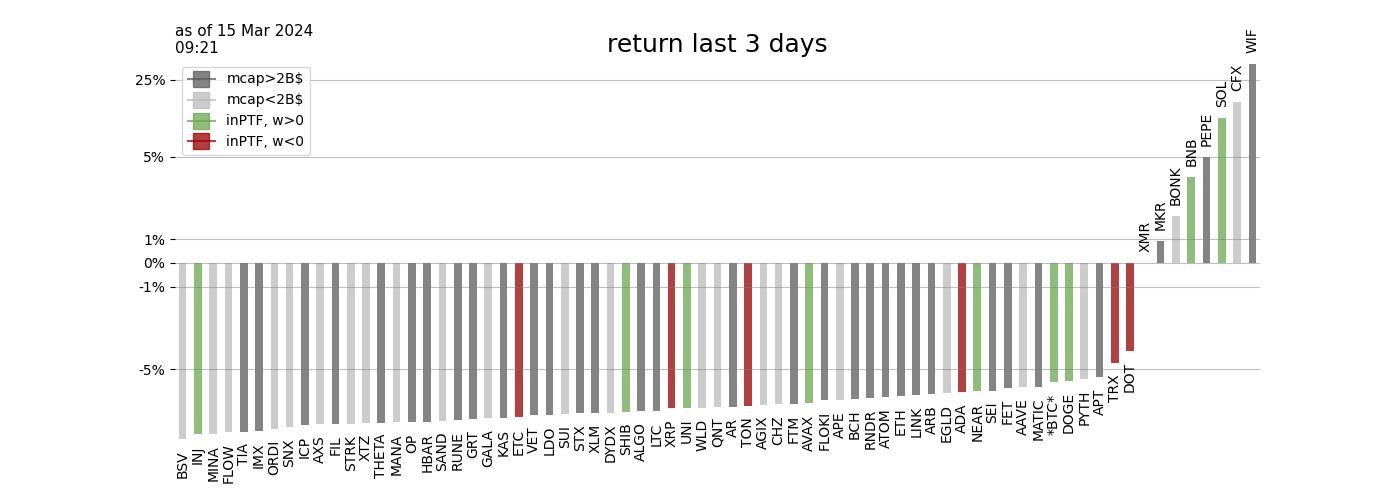 as of 15 Mar 2024
09:21
return last 3 days
mcap>2B$
mcap<2B$
inPTF, w>0
inPTF, w<0
25%
5%
1%
0%
-1%
-5%
BSV
INJ
MINA
FLOW
TIA
IMX
ORDI
SNX
ICP
AXS
FIL
STRK
XTZ
THETA
MANA
OP
HBAR
SAND
RUNE
GRT
GALA
KAS
ETC
VET
LDO
SUI
STX
XLM
DYDX
SHIB
ALGO
LTC
XRP
UNI
WLD
QNT
AR
TON
AGIX
CHZ
FTM
AVAX
FLOKI
APE
BCH
RNDR
ATOM
ETH
LINK
ARB
EGLD
ADA
NEAR
SEI
FET
AAVE
MATIC
*BTC*
DOGE
PYTH
APT
TRX
DOT
XMR
MKR
BONK
BNB
PEPE
SOL
CFX
WIF